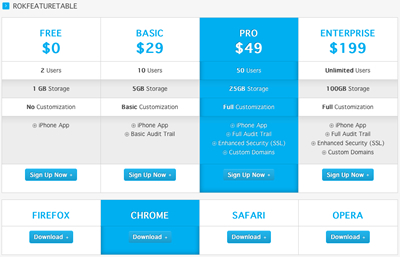 ROKFEATURETABLE
FREE BASIC PRO ENTERPRISE
$0 $29 $49 $199
2 Users 10 Users 50 Users Unlimited Users
1 GB Storage 5GB Storage 25GB Storage 100GB Storage
No Customization Basic Customization Full Customization Full Customization
iPhone App iPhone App iPhone App iPhone App
Basic Audit Trail Full Audit Trail Full Audit Trail
Enhanced Security (SSL) Enhanced Security (SSL)
Custom Domains Custom Domains
Sign Up Now Sign Up Now Sign Up Now Sign Up Now
FIREFOX CHROME SAFARI OPERA
Download Download Download Download